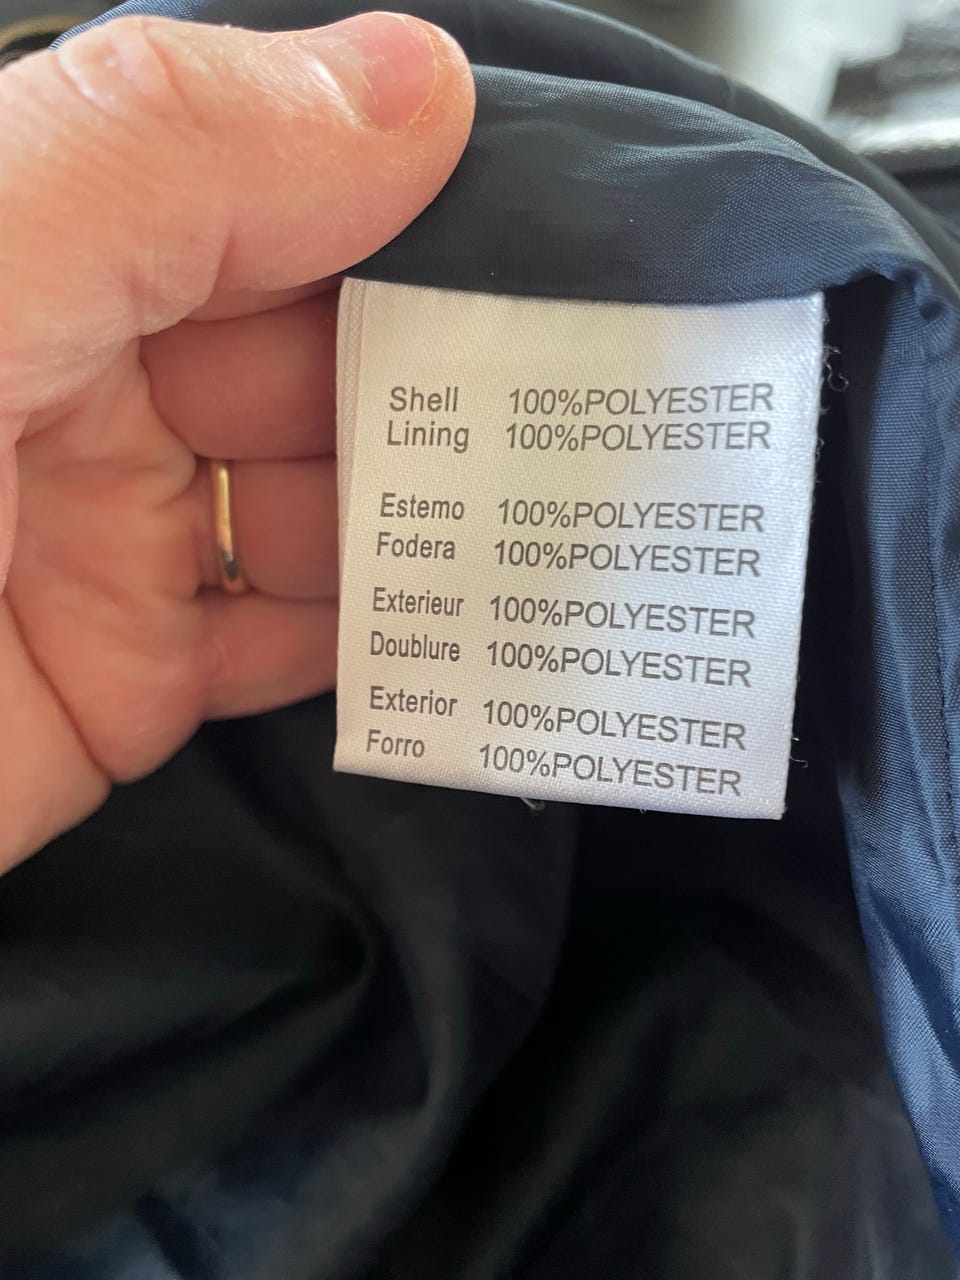 Shell 100%POLYESTER
Lining 100%POLYESTER
Estemo 100%POLYESTER
Fodera 100%POLYESTER
Exterieur 100%POLYESTER
Doublure 100%POLYESTER
Exterior 100%POLYESTER
Forro 100%POLYESTER